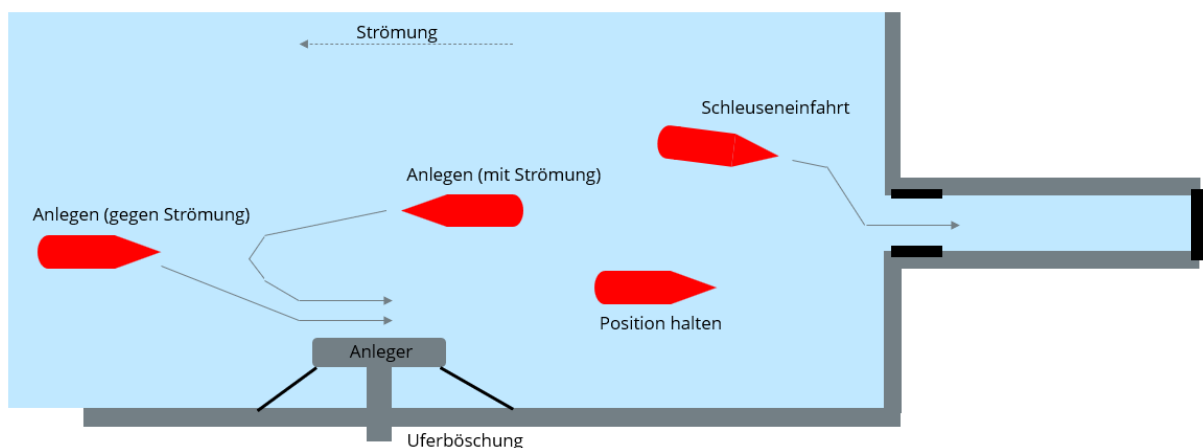 Strömung
Schleuseneinfahrt
Anlegen (mit Strömung)
Anlegen (gegen Strömung)
Position halten
Anleger
Uferböschung